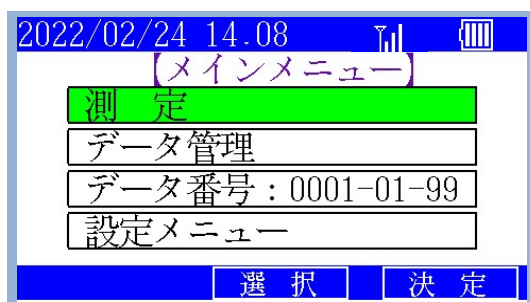 2022/02/24 14.08
【メインメニュー】
測 定
データ管理
データ番号：0001-01-99
設定メニュー
選 択 決 定